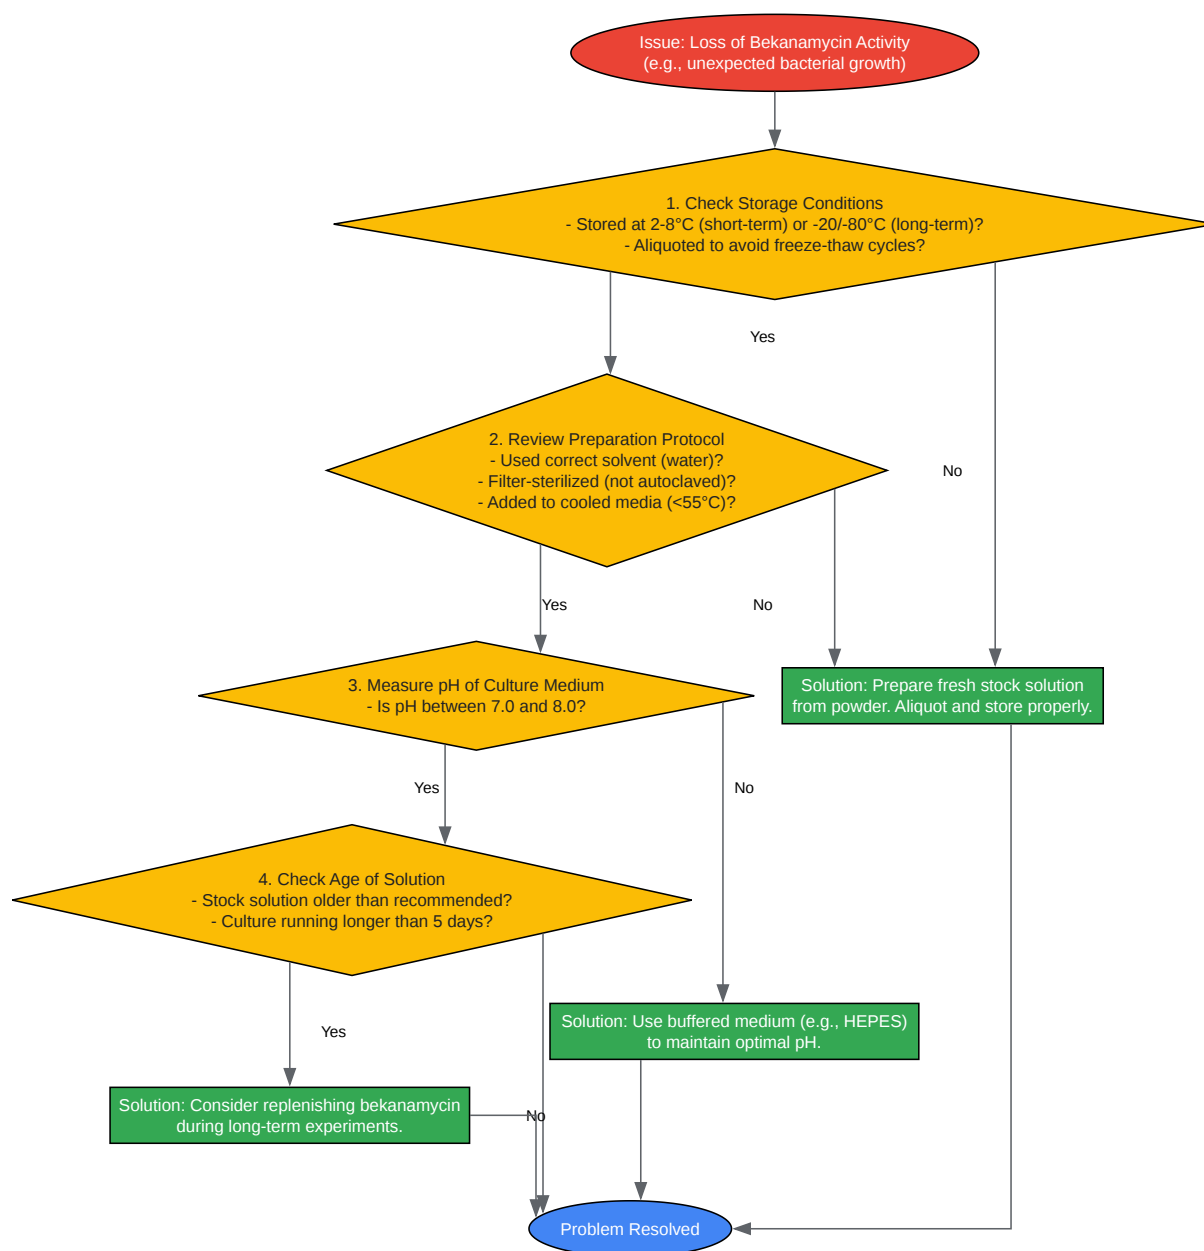 Issue: Loss of Bekanamycin Activity
(e.g., unexpected bacterial growth)
1. Check Storage Conditions
- Stored at 2-8°C (short-term) or -20/-80°C (long-term)?
- Aliquoted to avoid freeze-thaw cycles?
Yes
No
2. Review Preparation Protocol
- Used correct solvent (water)?
- Filter-sterilized (not autoclaved)?
- Added to cooled media (<55°C)?
Yes
No
Solution: Prepare fresh stock solution
from powder. Aliquot and store properly.
3. Measure pH of Culture Medium
- Is pH between 7.0 and 8.0?
Yes
No
4. Check Age of Solution
- Stock solution older than recommended?
- Culture running longer than 5 days?
Solution: Use buffered medium (e.g., HEPES)
to maintain optimal pH.
Yes
Solution: Consider replenishing bekanamycin
during long-term experiments.
No
Problem Resolved